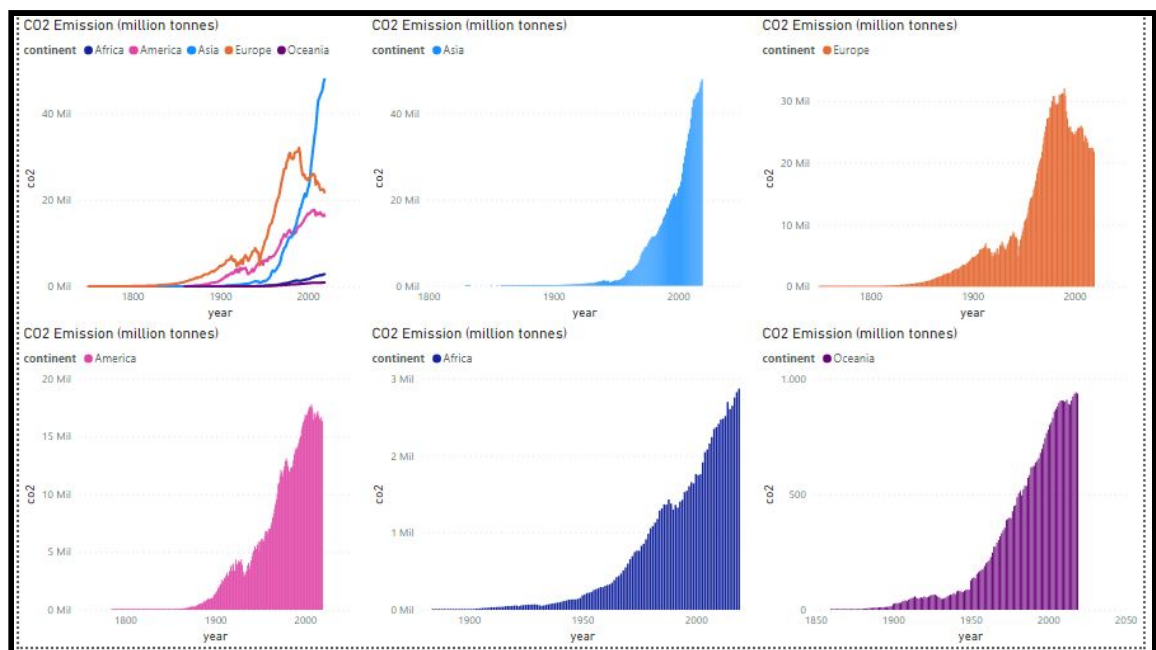 CO2 Emission (million tonnes)
continent Africa America Asia Europe Oceania
40 Mil
20 Mil
0 Mil
co2
1800 1900 2000
year
CO2 Emission (million tonnes)
continent Asia
40 Mil
20 Mil
0 Mil
co2
1800 1900 2000
year
CO2 Emission (million tonnes)
continent Europe
30 Mil
20 Mil
10 Mil
0 Mil
co2
1800 1900 2000
year
CO2 Emission (million tonnes)
continent America
20 Mil
15 Mil
10 Mil
5 Mil
0 Mil
co2
1800 1900 2000
year
CO2 Emission (million tonnes)
continent Africa
3 Mil
2 Mil
1 Mil
0 Mil
co2
1900 1950 2000
year
CO2 Emission (million tonnes)
continent Oceania
1.000
500
0
co2
1850 1900 1950 2000 2050
year